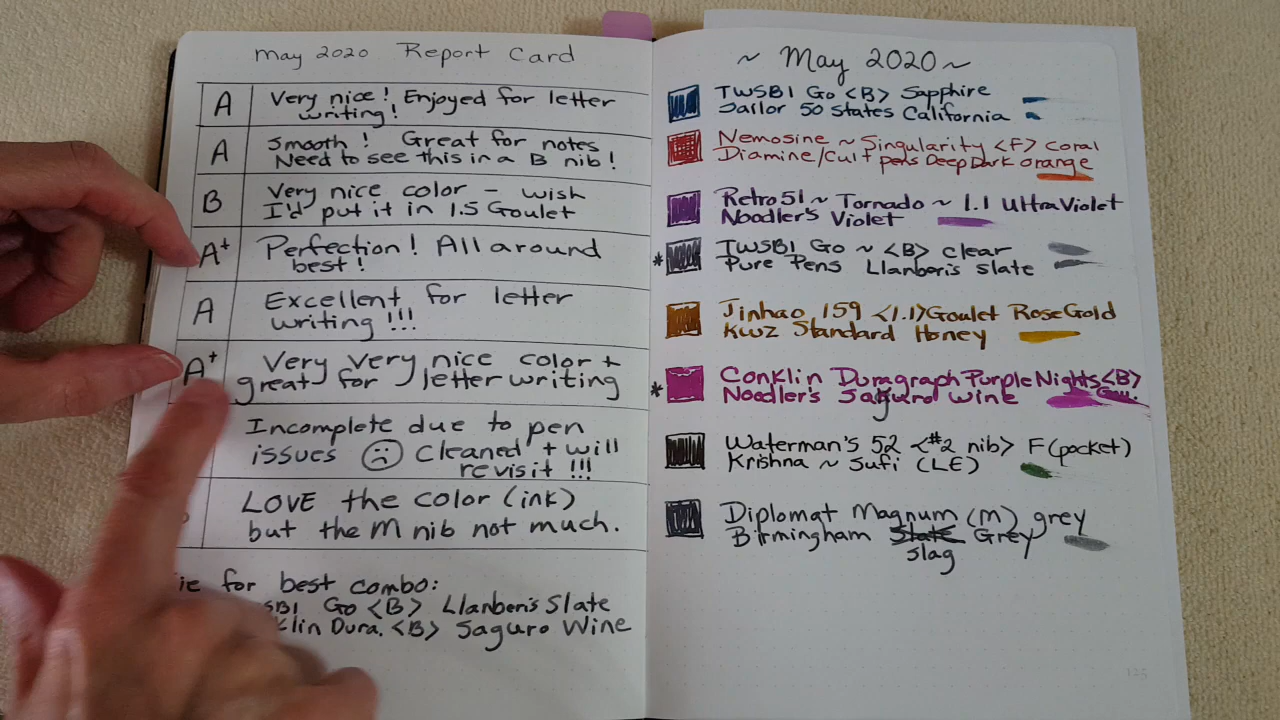 May 2020 Report Card
A Very nice! Enjoyed for letter
writing!
A Smooth! Great for notes
Need to see this in a B nib!
B Very nice color - wish
I'd put it in 1.5 Goulet
A+ Perfection! All around
best!
A Excellent for letter
writing!!!
A+ Very very nice color +
great for letter writing
Incomplete due to pen
issues ☹ Cleaned + will
revisit!!!
LOVE the color (ink)
but the M nib not much.
ie for best combo:
SBI Go <B> Llanberis Slate
klin Dura. <B> Saguro Wine
~ May 2020 ~
TWSBI Go <B> Sapphire
Sailor 50 States California
Nemosine ~ Singularity <F> Coral
Diamine/Cult pens Deep Dark orange
Retro 51 ~ Tornado ~ 1.1 UltraViolet
Noodler's Violet
* TWSBI Go ~ <B> clear
Pure Pens Llanberis slate
Jinhao 159 <1.1>Goulet Rose Gold
KWZ Standard Honey
* Conklin Duragraph Purple Nights <B>
Noodler's Saguro Wine
Waterman's 52 <#2 nib> F (pocket)
Krishna ~ Sufi (LE)
Diplomat Magnum (M) grey
Birmingham Slate Grey
slag
125